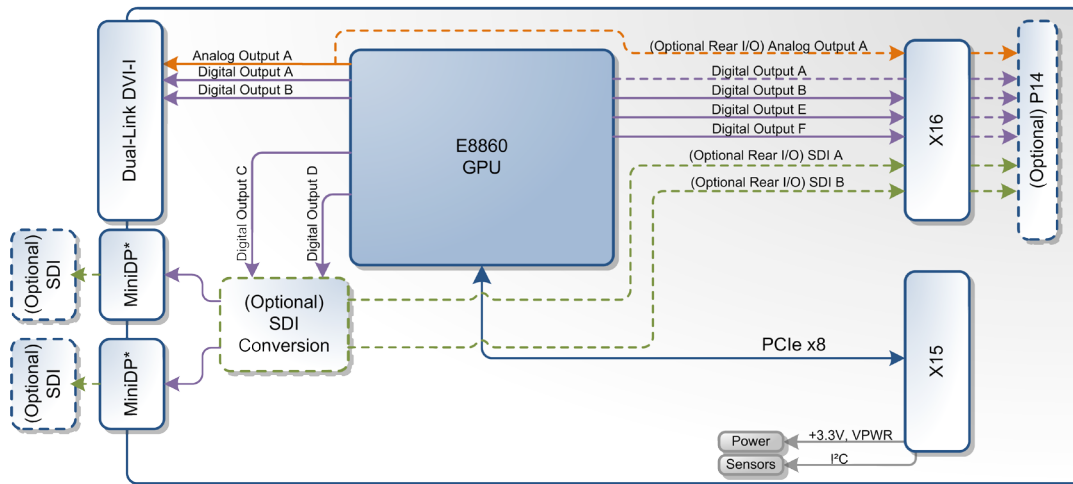 Dual-Link DVI-I
Analog Output A
Digital Output A
Digital Output B
E8860
GPU
(Optional Rear I/O) Analog Output A
Digital Output A
Digital Output B
Digital Output E
Digital Output F
(Optional Rear I/O) SDI A
(Optional Rear I/O) SDI B
X16
(Optional) P14
Digital Output C
Digital Output D
(Optional)
SDI
MiniDP*
(Optional)
SDI
Conversion
(Optional)
SDI
MiniDP*
PCIe x8
X15
Power
+3.3V, VPWR
Sensors
I²C